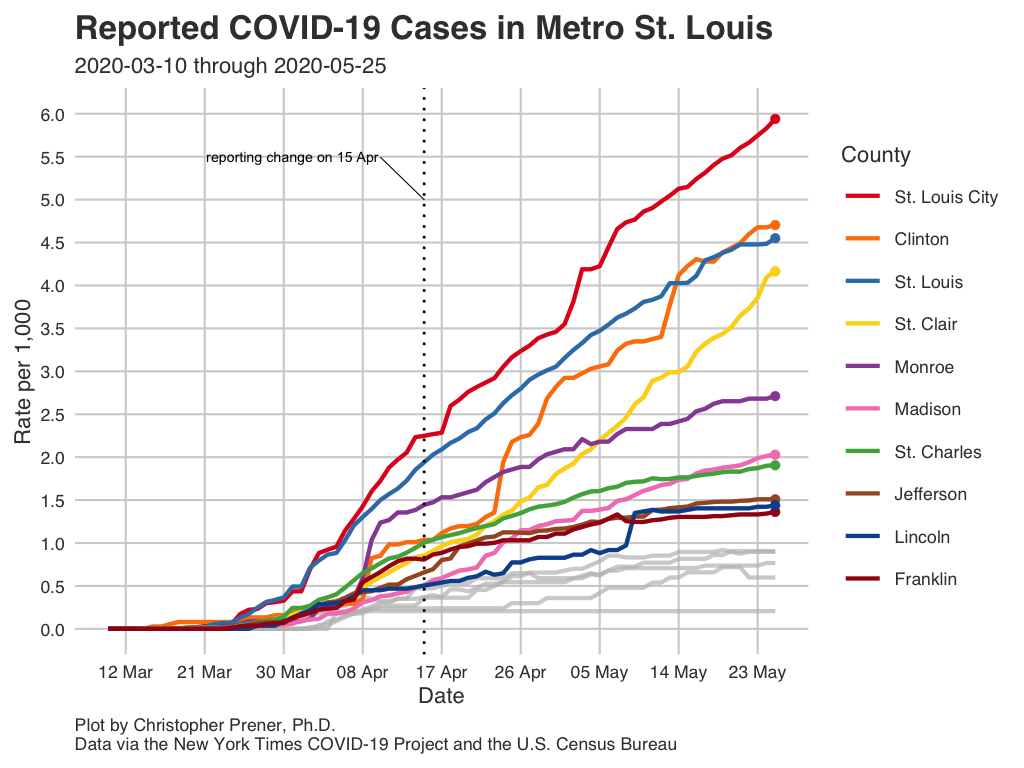 Reported COVID-19 Cases in Metro St. Louis
2020-03-10 through 2020-05-25
6.0
5.5
5.0
4.5
4.0
3.5
3.0
2.5
2.0
1.5
1.0
0.5
0.0
Rate per 1,000
reporting change on 15 Apr
12 Mar
21 Mar
30 Mar
08 Apr
17 Apr
26 Apr
05 May
14 May
23 May
Date
County
St. Louis City
Clinton
St. Louis
St. Clair
Monroe
Madison
St. Charles
Jefferson
Lincoln
Franklin
Plot by Christopher Prener, Ph.D.
Data via the New York Times COVID-19 Project and the U.S. Census Bureau